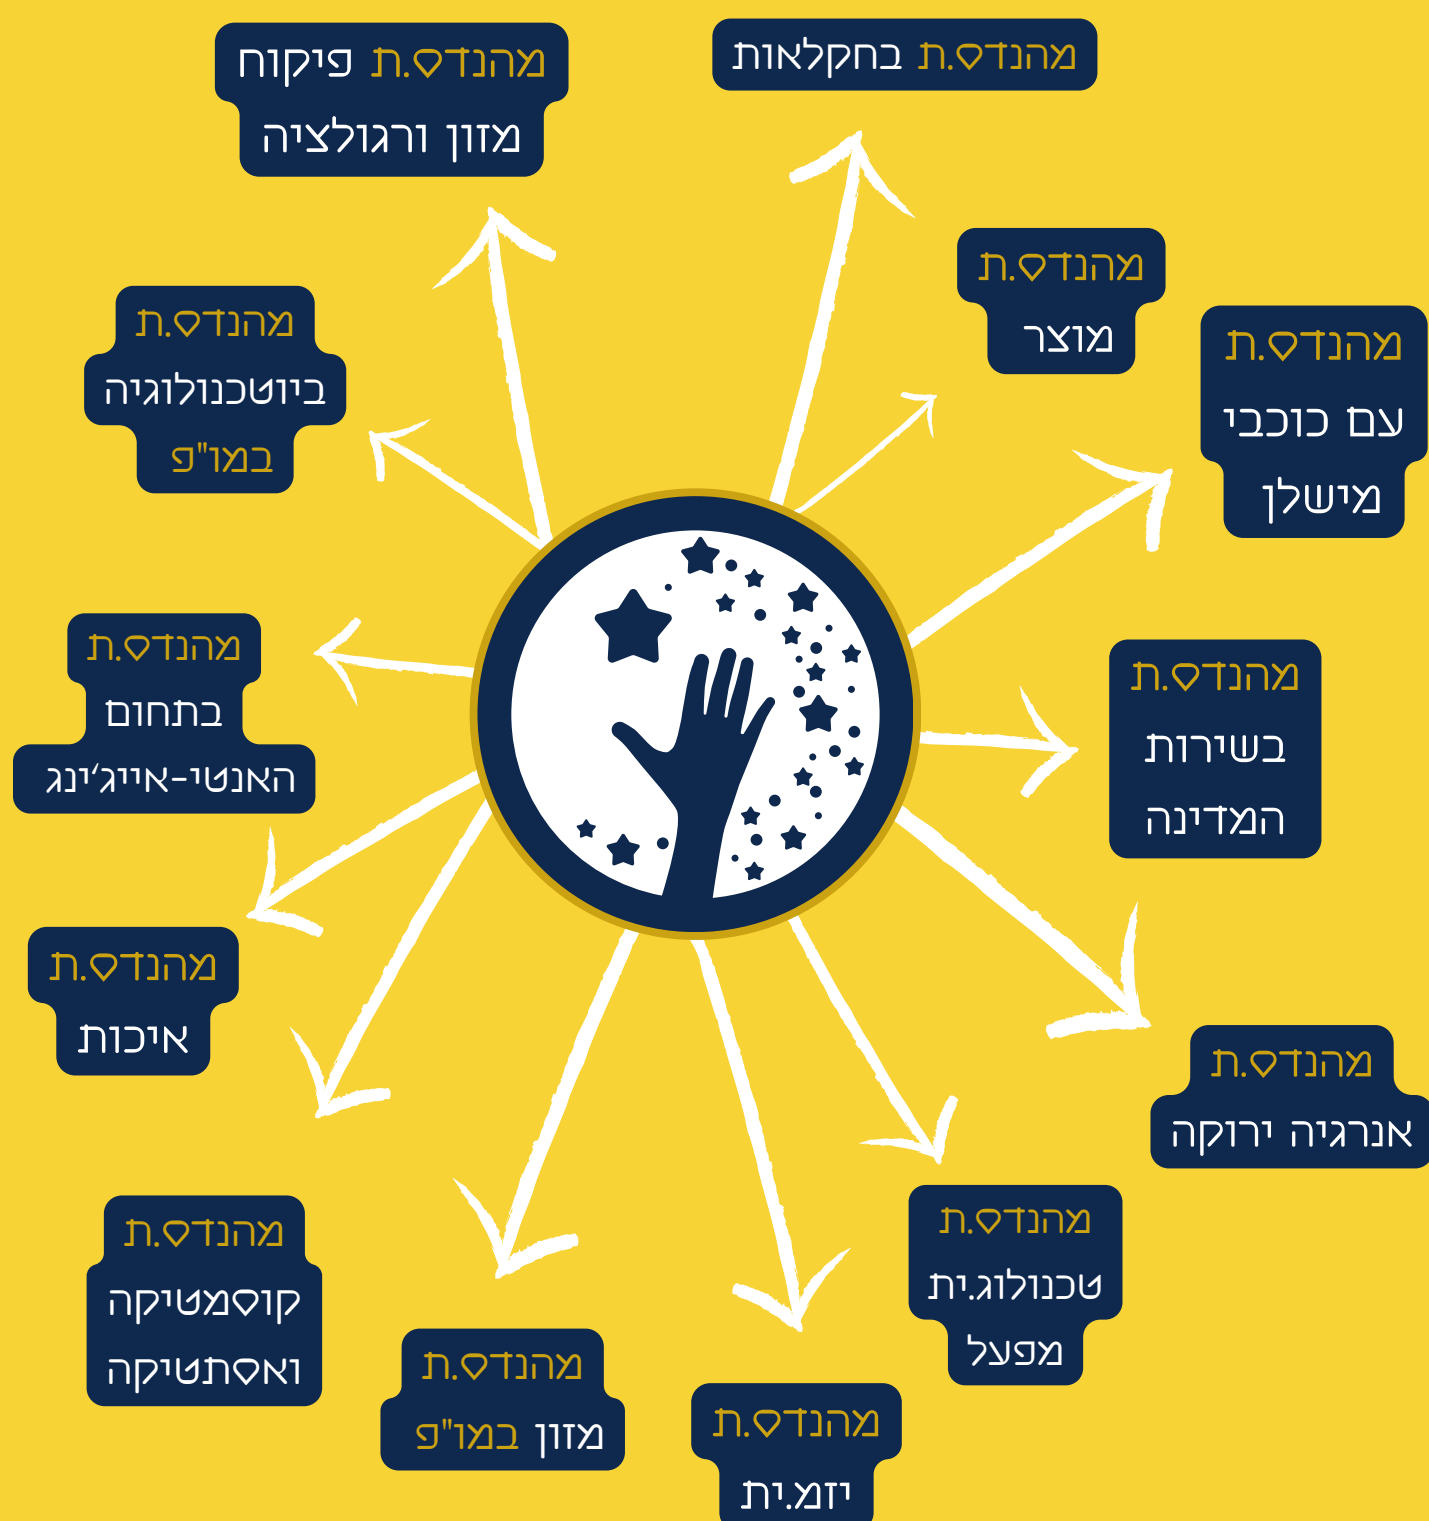 מהנדס.ת בחקלאות
מהנדס.ת פיקוח
מזון ורגולציה
מהנדס.ת
מוצר
מהנדס.ת
עם כוכבי
מישלן
מהנדס.ת
ביוטכנולוגיה
במו"פ
מהנדס.ת
בתחום
האנטי-אייג'ינג
מהנדס.ת
בשירות
המדינה
מהנדס.ת
איכות
מהנדס.ת
אנרגיה ירוקה
מהנדס.ת
טכנולוג.ית
מפעל
מהנדס.ת
קוסמטיקה
ואסתטיקה
מהנדס.ת
מזון במו"פ
מהנדס.ת
יזמ.ית